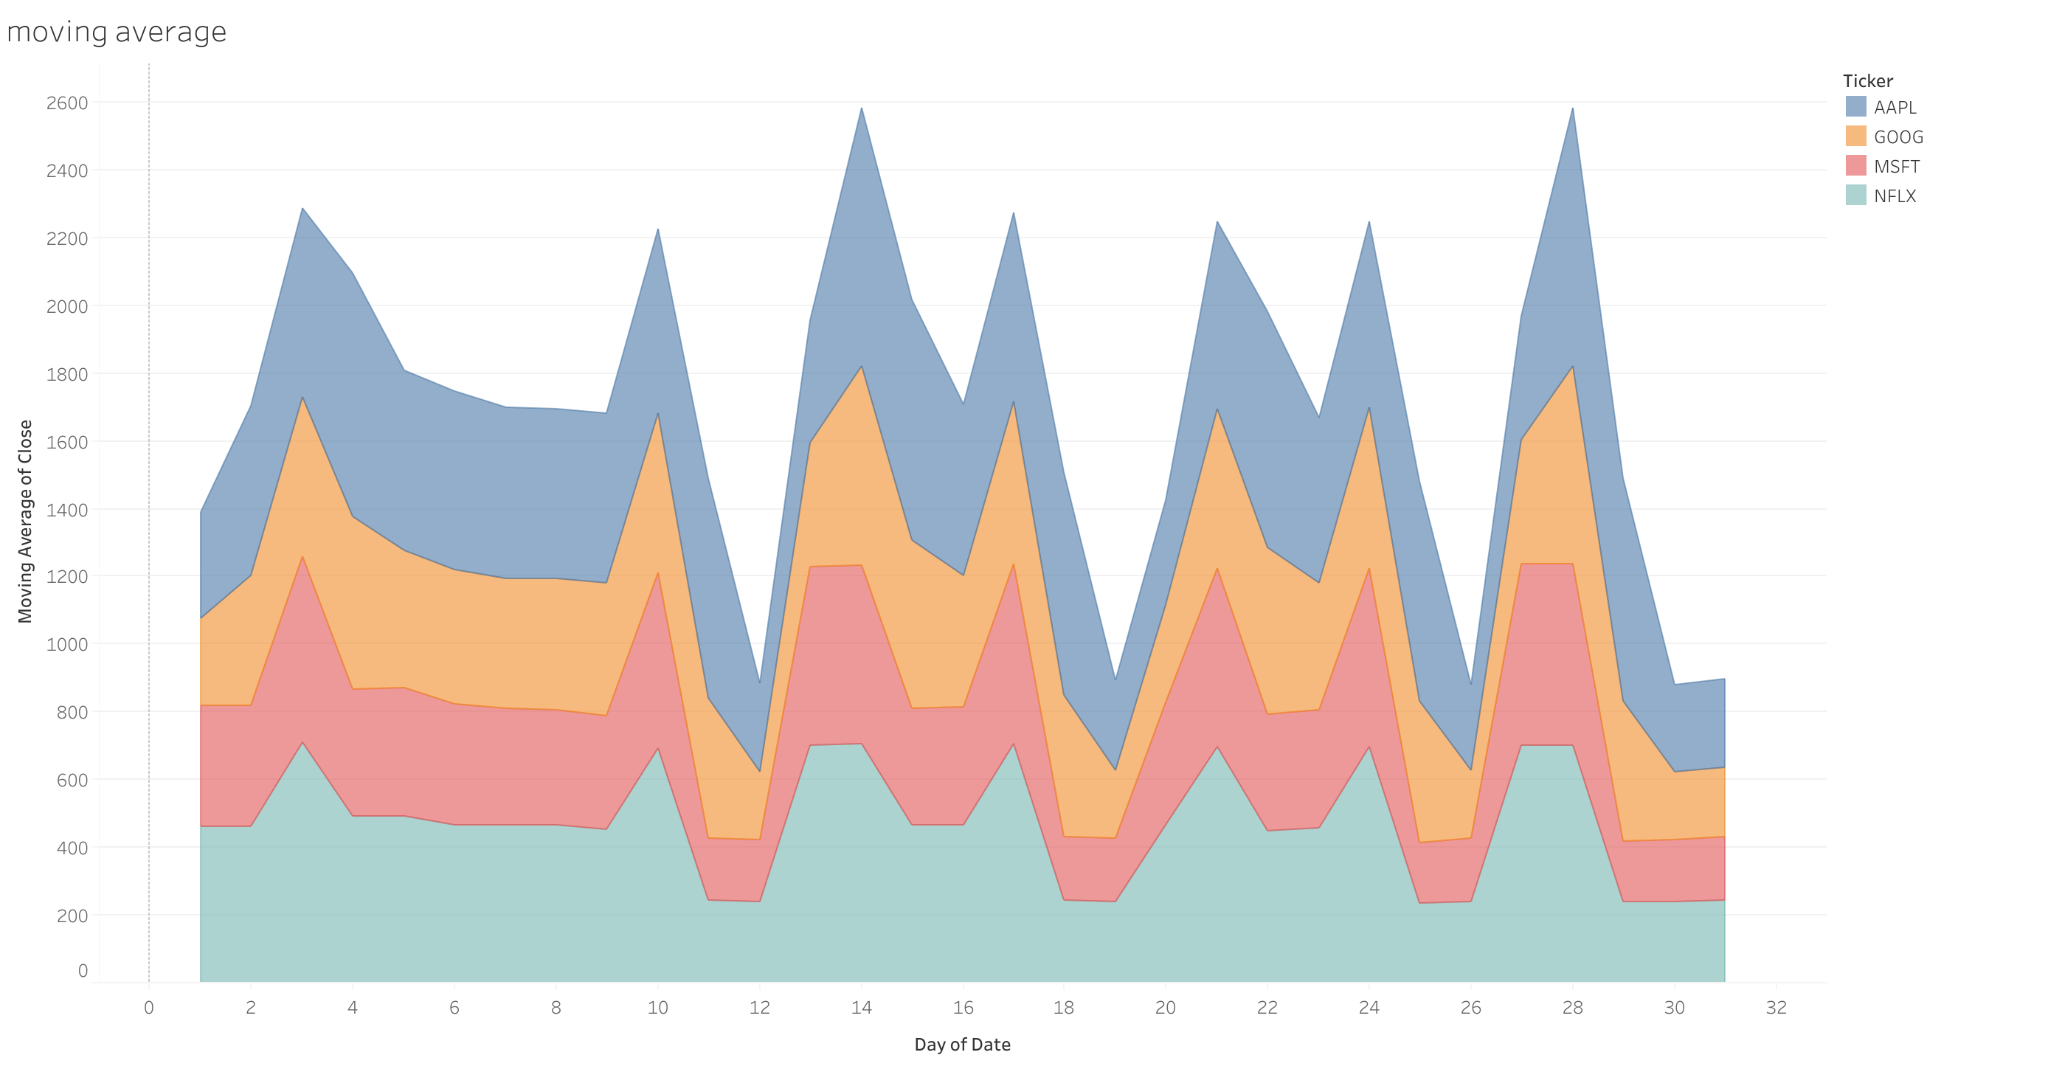 moving average
Ticker
AAPL
GOOG
MSFT
NFLX
Moving Average of Close
2600
2400
2200
2000
1800
1600
1400
1200
1000
800
600
400
200
0
0 2 4 6 8 10 12 14 16 18 20 22 24 26 28 30 32
Day of Date